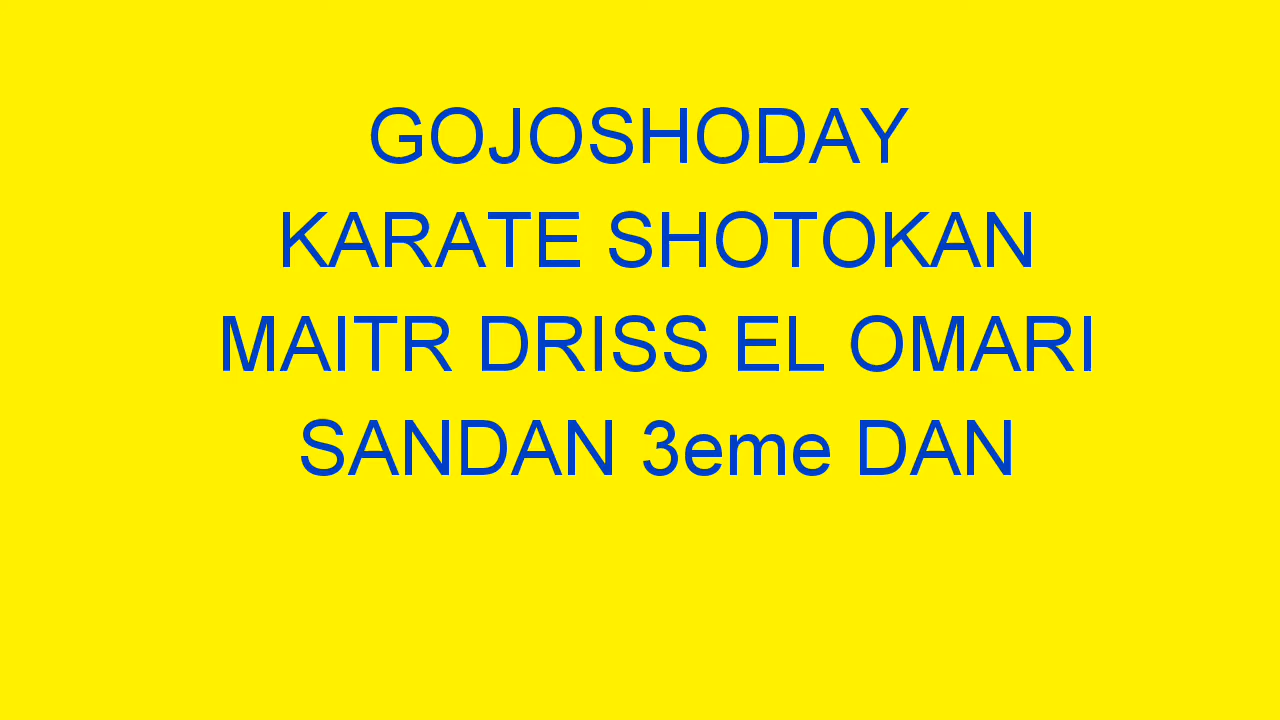 GOJOSHODAY
KARATE SHOTOKAN
MAITR DRISS EL OMARI
SANDAN 3eme DAN